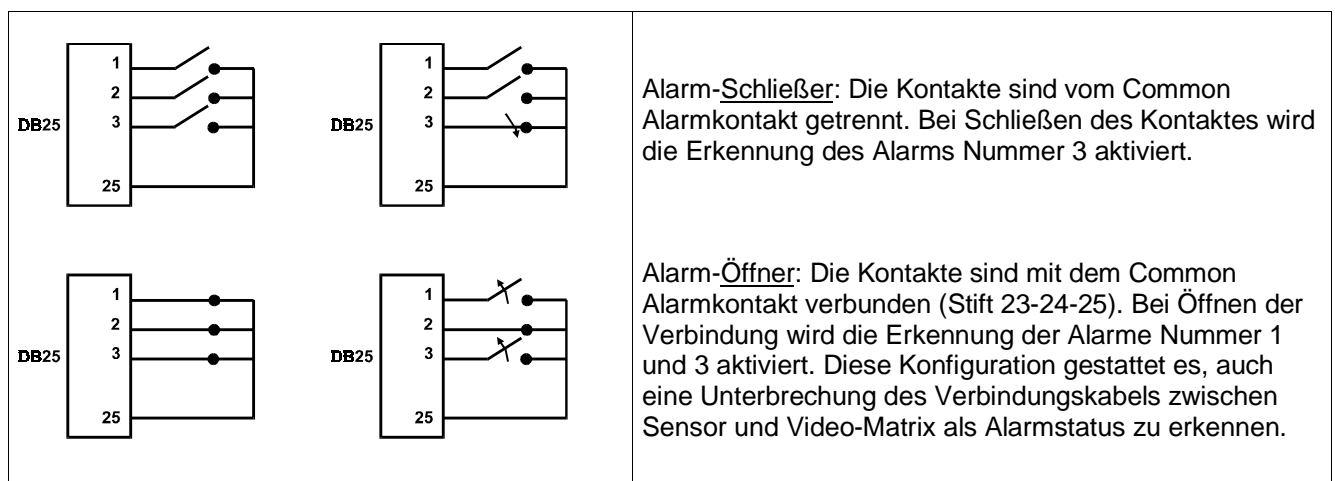 1
2
DB25
3
25
1
2
DB25
3
25
Alarm-Schließer: Die Kontakte sind vom Common
Alarmkontakt getrennt. Bei Schließen des Kontaktes wird
die Erkennung des Alarms Nummer 3 aktiviert.
1
2
DB25
3
25
1
2
DB25
3
25
Alarm-Öffner: Die Kontakte sind mit dem Common
Alarmkontakt verbunden (Stift 23-24-25). Bei Öffnen der
Verbindung wird die Erkennung der Alarme Nummer 1
und 3 aktiviert. Diese Konfiguration gestattet es, auch
eine Unterbrechung des Verbindungskabels zwischen
Sensor und Video-Matrix als Alarmstatus zu erkennen.